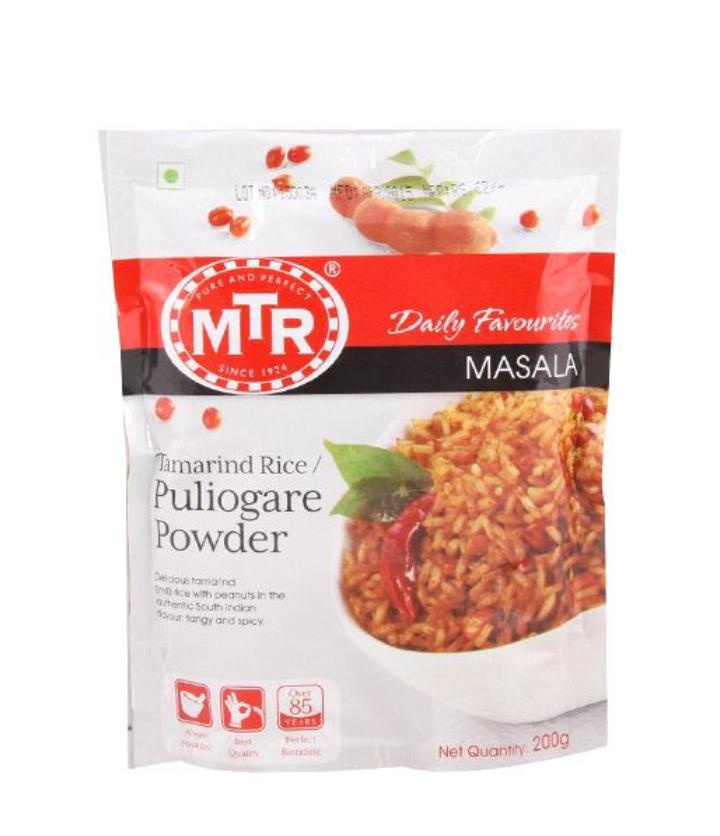 PURE AND PERFECT
MTR
®
SINCE 1924
Daily Favourites
MASALA
Tamarind Rice /
Puliogare
Powder
Delicious tamarind
(Imli) rice with peanuts in the
authentic South Indian
flavour: tangy and spicy.
Over
85
YEARS
Best
Quality
Perfect
Blending
Net Quantity: 200g